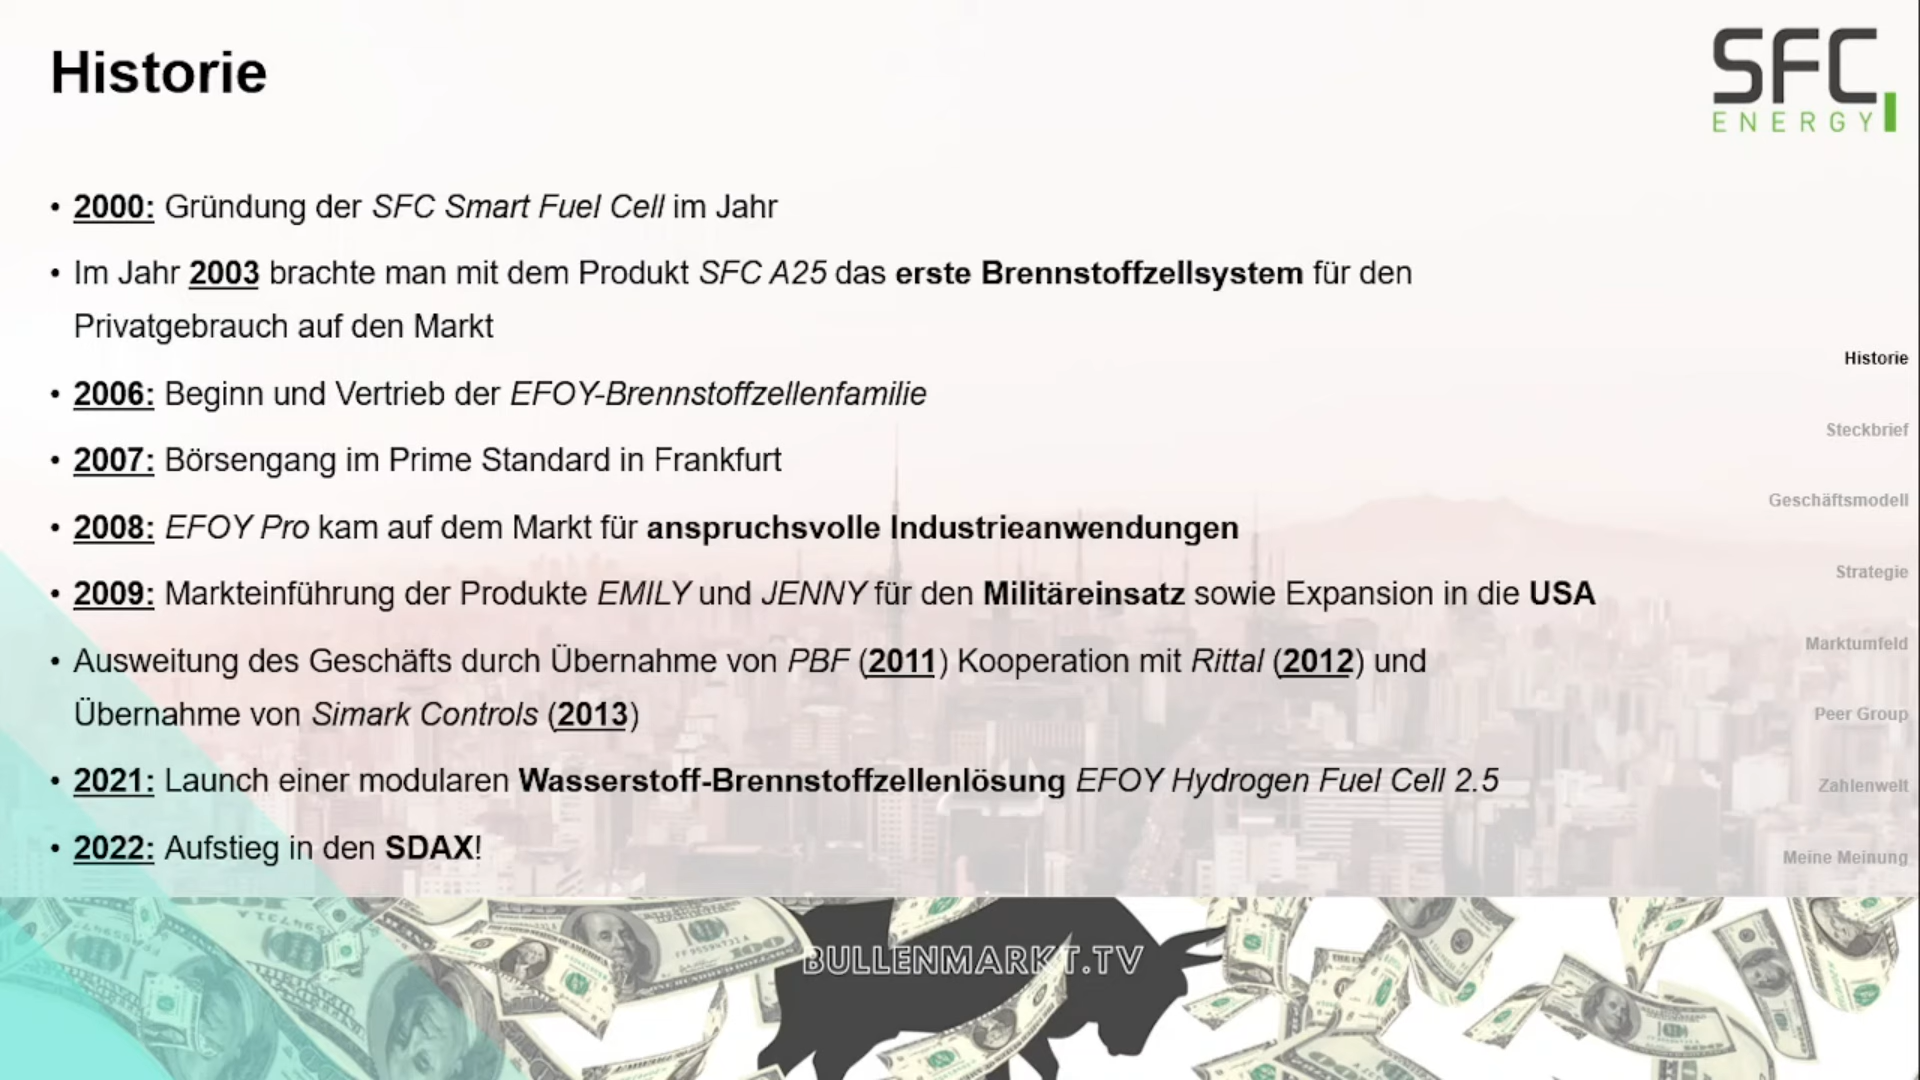 Historie
SFC
ENERGY
• 2000: Gründung der SFC Smart Fuel Cell im Jahr
• Im Jahr 2003 brachte man mit dem Produkt SFC A25 das erste Brennstoffzellsystem für den
Privatgebrauch auf den Markt
• 2006: Beginn und Vertrieb der EFOY-Brennstoffzellenfamilie
• 2007: Börsengang im Prime Standard in Frankfurt
• 2008: EFOY Pro kam auf dem Markt für anspruchsvolle Industrieanwendungen
• 2009: Markteinführung der Produkte EMILY und JENNY für den Militäreinsatz sowie Expansion in die USA
• Ausweitung des Geschäfts durch Übernahme von PBF (2011) Kooperation mit Rittal (2012) und
Übernahme von Simark Controls (2013)
• 2021: Launch einer modularen Wasserstoff-Brennstoffzellenlösung EFOY Hydrogen Fuel Cell 2.5
• 2022: Aufstieg in den SDAX!
Historie
Steckbrief
Geschäftsmodell
Strategie
Marktumfeld
Peer Group
Zahlenwelt
Meine Meinung
BULLENMARKT.TV